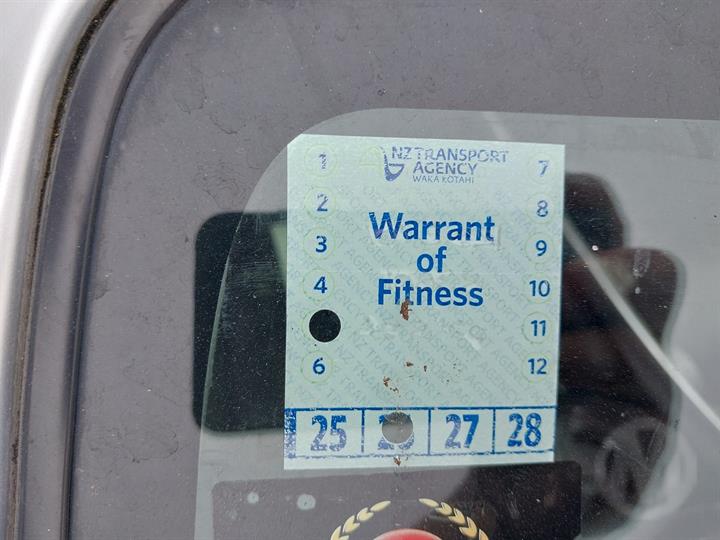 NZ TRANSPORT
AGENCY
WAKA KOTAHI
1
7
2
8
Warrant
of
Fitness
3
9
4
10
11
6
12
25 27 28